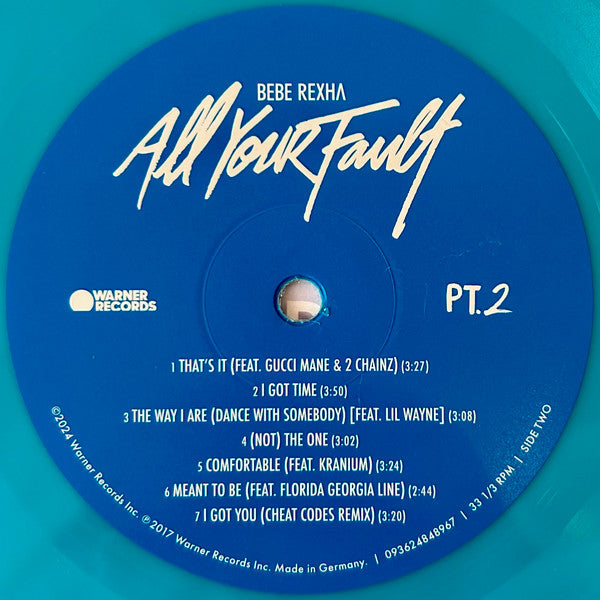 BEBE REXHA
All Your Fault
WARNER
RECORDS
PT.2
1 THAT'S IT (FEAT. GUCCI MANE & 2 CHAINZ) (3:27)
2 I GOT TIME (3:50)
3 THE WAY I ARE (DANCE WITH SOMEBODY) [FEAT. LIL WAYNE] (3:08)
4 (NOT) THE ONE (3:02)
5 COMFORTABLE (FEAT. KRANIUM) (3:24)
6 MEANT TO BE (FEAT. FLORIDA GEORGIA LINE) (2:44)
7 I GOT YOU (CHEAT CODES REMIX) (3:20)
©2024 Warner Records Inc. ℗ 2017 Warner Records Inc. Made in Germany. | 093624848967 | 33 1/3 RPM | SIDE TWO